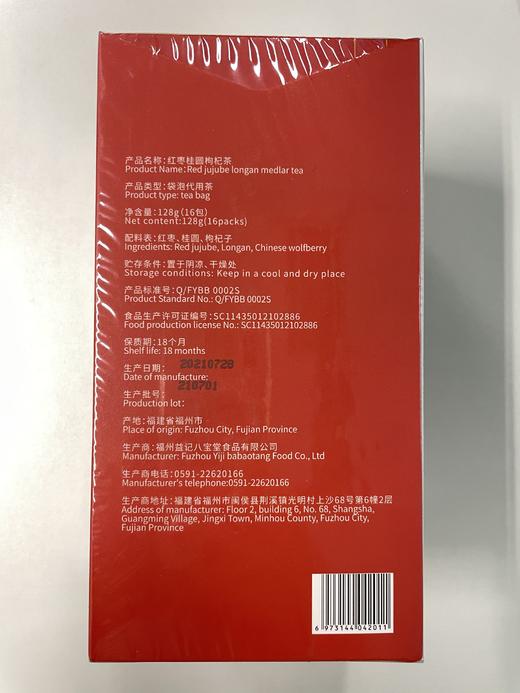 产品名称:红枣桂圆枸杞茶
Product Name:Red jujube longan medlar tea
产品类型:袋泡代用茶
Product type: tea bag
净含量:128g(16包)
Net content:128g(16packs)
配料表:红枣、桂圆、枸杞子
Ingredients: Red jujube, Longan, Chinese wolfberry
贮存条件:置于阴凉、干燥处
Storage conditions: Keep in a cool and dry place
产品标准号:Q/FYBB 0002S
Product Standard No.: Q/FYBB 0002S
食品生产许可证编号:SC11435012102886
Food production license No.: SC11435012102886
保质期:18个月
Shelf life: 18 months
生产日期: 20210728
Date of manufacture:
210701
生产批号:
Production lot:
产地:福建省福州市
Place of origin: Fuzhou City, Fujian Province
生产商:福州益记八宝堂食品有限公司
Manufacturer: Fuzhou Yiji babaotang Food Co., Ltd
生产商电话:0591-22620166
Manufacturer's telephone:0591-22620166
生产商地址:福建省福州市闽侯县荆溪镇光明村上沙68号第6幢2层
Address of manufacturer: Floor 2, building 6, No. 68, Shangsha,
Guangming Village, Jingxi Town, Minhou County, Fuzhou City,
Fujian Province
6 973144 042011